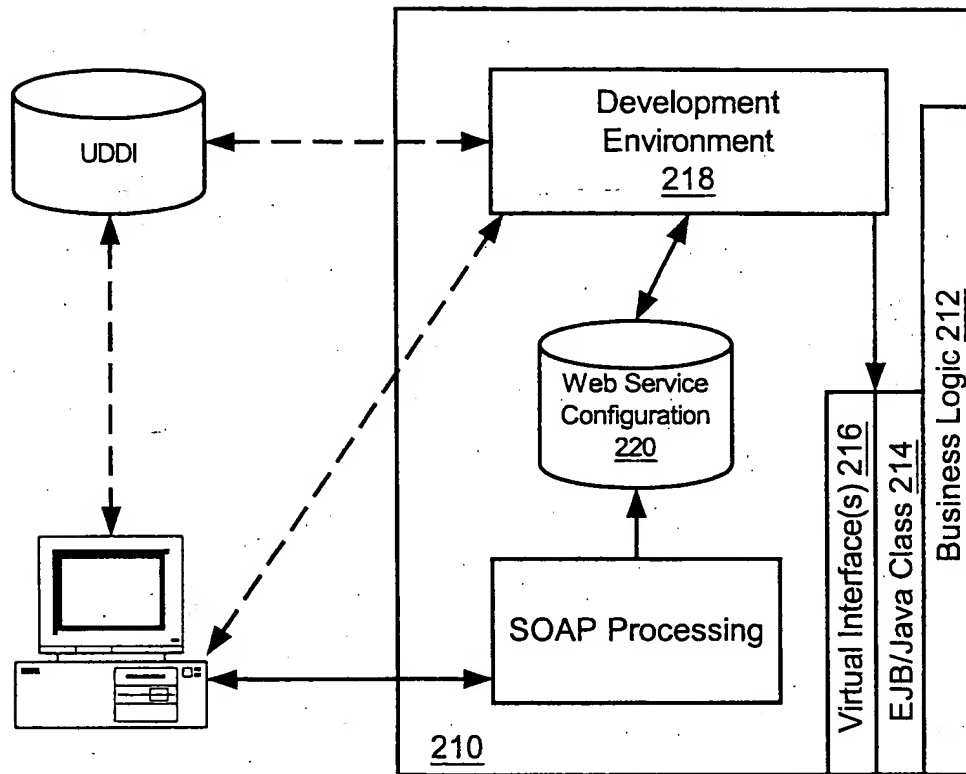 UDDI
Development
Environment
218
Web Service
Configuration
220
SOAP Processing
Virtual Interface(s) 216
EJB/Java Class 214
Business Logic 212
210